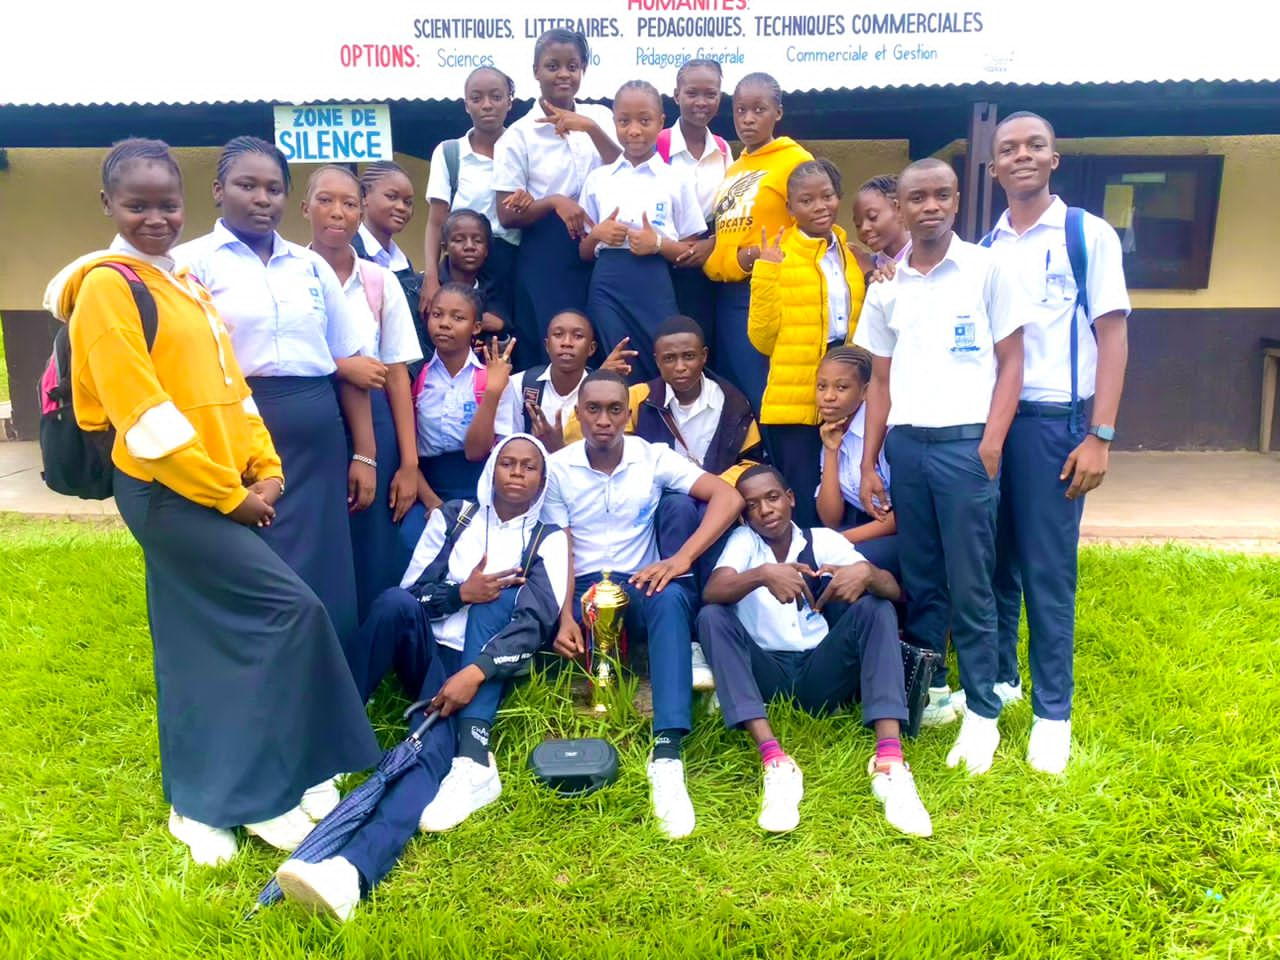 HUMANITES:
SCIENTIFIQUES, LITTERAIRES, PEDAGOGIQUES, TECHNIQUES COMMERCIALES
OPTIONS: Sciences Pédagogie Générale Commerciale et Gestion
ZONE DE
SILENCE